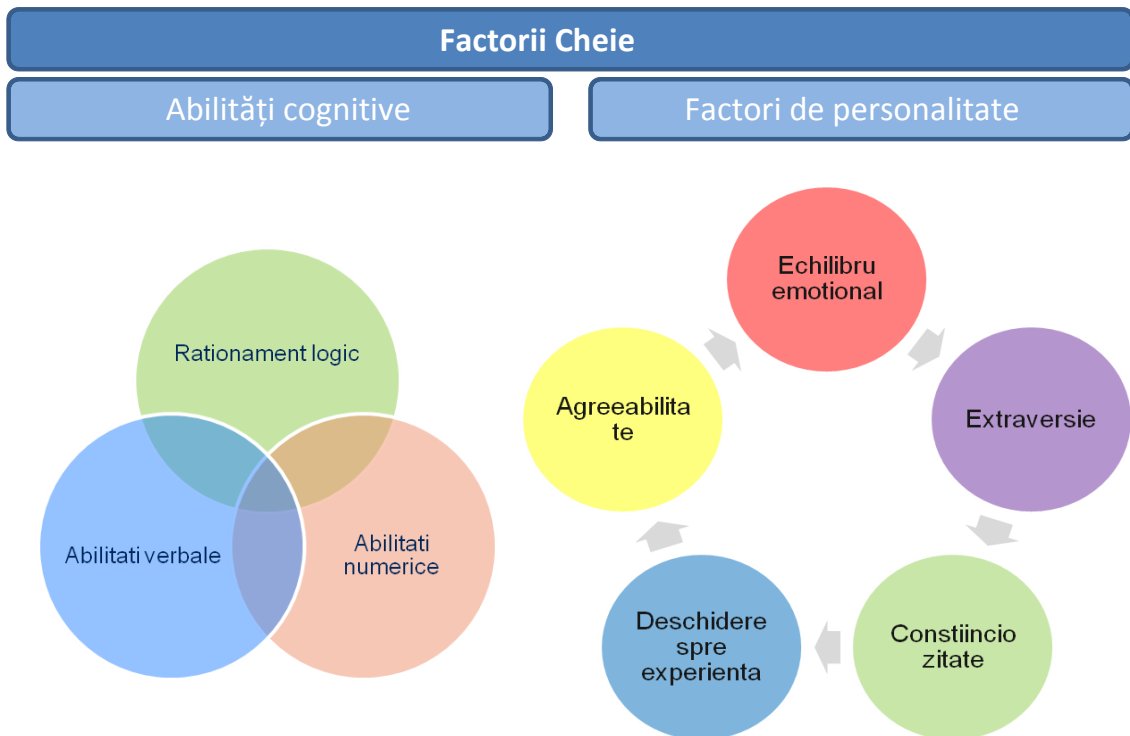 Factorii Cheie
Abilități cognitive
Factori de personalitate
Rationament logic
Abilitati verbale
Abilitati
numerice
Echilibru
emotional
Extraversie
Constiincio
zitate
Deschidere
spre
experienta
Agreeabilita
te